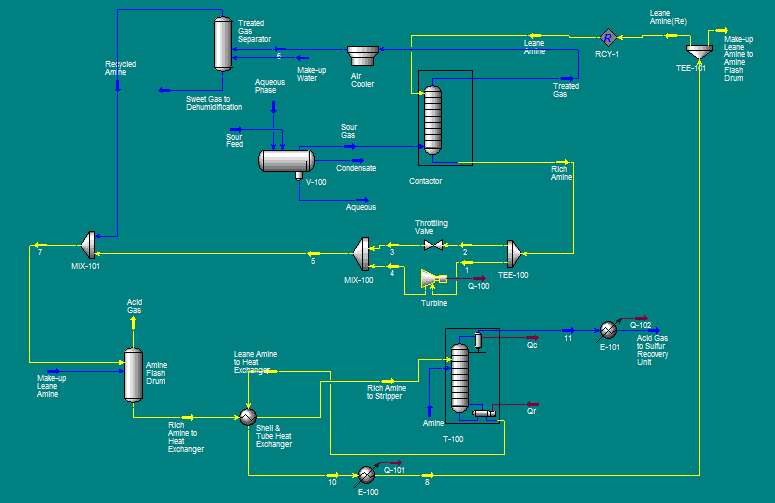 Leane
Amine(Re)
Make-up
Leane
Amine to
Amine
Flash
Drum
Treated
Gas
Separator
6
Leane
Amine
R
RCY-1
TEE-101
Recycled
Amine
Make-up
Water
Air
Cooler
Treated
Gas
Aqueous
Phase
Sweet Gas to
Dehumidification
Sour
Feed
Sour
Gas
V-100
Condensate
Contactor
Rich
Amine
Aqueous
Throttling
Valve
7
MIX-101
5
MIX-100
3
2
4
1
TEE-100
Q-100
Turbine
Acid
Gas
Make-up
Leane
Amine
Amine
Flash
Drum
Leane Amine
to Heat
Exchanger
Rich Amine
to Stripper
Qc
11
Q-102
E-101
Acid Gas
to Sulfur
Recovery
Unit
Rich
Amine to
Heat
Exchanger
Shell &
Tube Heat
Exchanger
Amine
Qr
T-100
10
Q-101
8
E-100